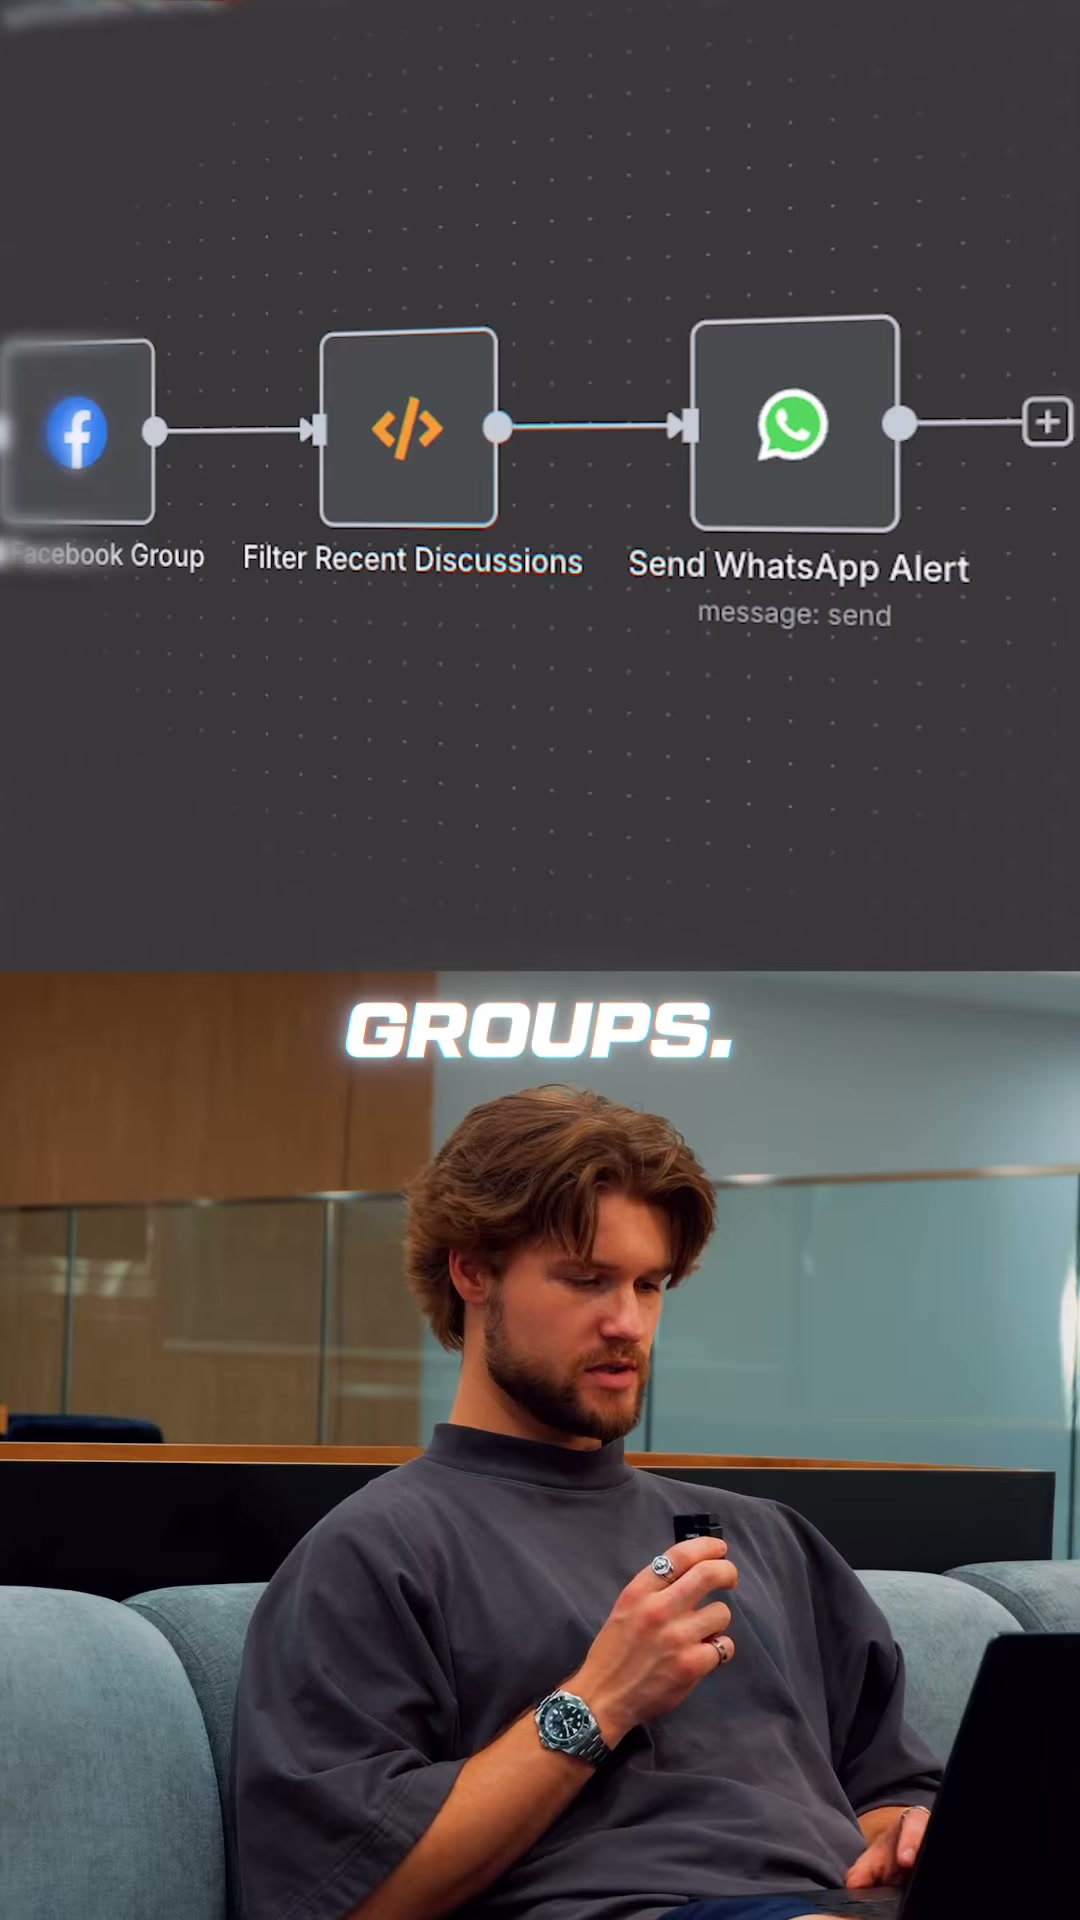 Facebook Group
Filter Recent Discussions
Send WhatsApp Alert
message: send
GROUPS.